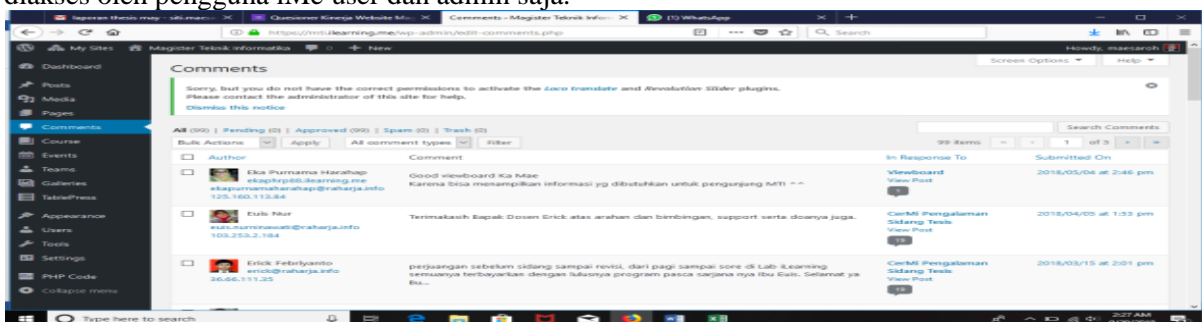 diakses oleh pengguna iMe user dan admin saja.
laporan thesis may - siti.maes
Quesioner Kinerja Website
Comments ‹ Magister Teknik Infor
(1) WhatsApp
https://mti.ilearning.me/wp-admin/edit-comments.php
Search
My Sites Magister Teknik Informatika 0 + New
Howdy, maesaroh
Dashboard
Posts
Media
Pages
Comments
Course
Events
Teams
Galleries
TablePress
Appearance
Users
Tools
Settings
PHP Code
Collapse menu
Screen Options Help
Comments
Sorry, but you do not have the correct permissions to activate the Loco translate and Revolution Slider plugins.
Please contact the administrator of this site for help.
Dismiss this notice
All (99) | Pending (0) | Approved (99) | Spam (0) | Trash (0)
Search Comments
Bulk Actions Apply All comment types Filter
99 items « ‹ 1 of 5 › »
Author Comment In Response To Submitted On
Eka Purnama Harahap
ekaphrp88.ilearning.me
ekapurnamaharahap@raharja.info
125.160.113.84
Good viewboard Ka Mae
Karena bisa menampilkan informasi yg dibutuhkan untuk pengunjung MTI ^^
Viewboard
View Post
1
2018/05/04 at 2:46 pm
Euis Nur
euis.nurninawati@raharja.info
103.253.2.184
Terimakasih Bapak Dosen Erick atas arahan dan bimbingan, support serta doanya juga.
CerMi Pengalaman
Sidang Tesis
View Post
19
2018/04/05 at 1:53 pm
Erick Febriyanto
erick@raharja.info
36.66.111.35
perjuangan sebelum sidang sampai revisi, dari pagi sampai sore di Lab iLearning
semuanya terbayarkan dengan lulusnya program pasca sarjana nya Ibu Euis. Selamat ya
Bu...
CerMi Pengalaman
Sidang Tesis
View Post
19
2018/03/15 at 2:01 pm
Type here to search
2:27 AM